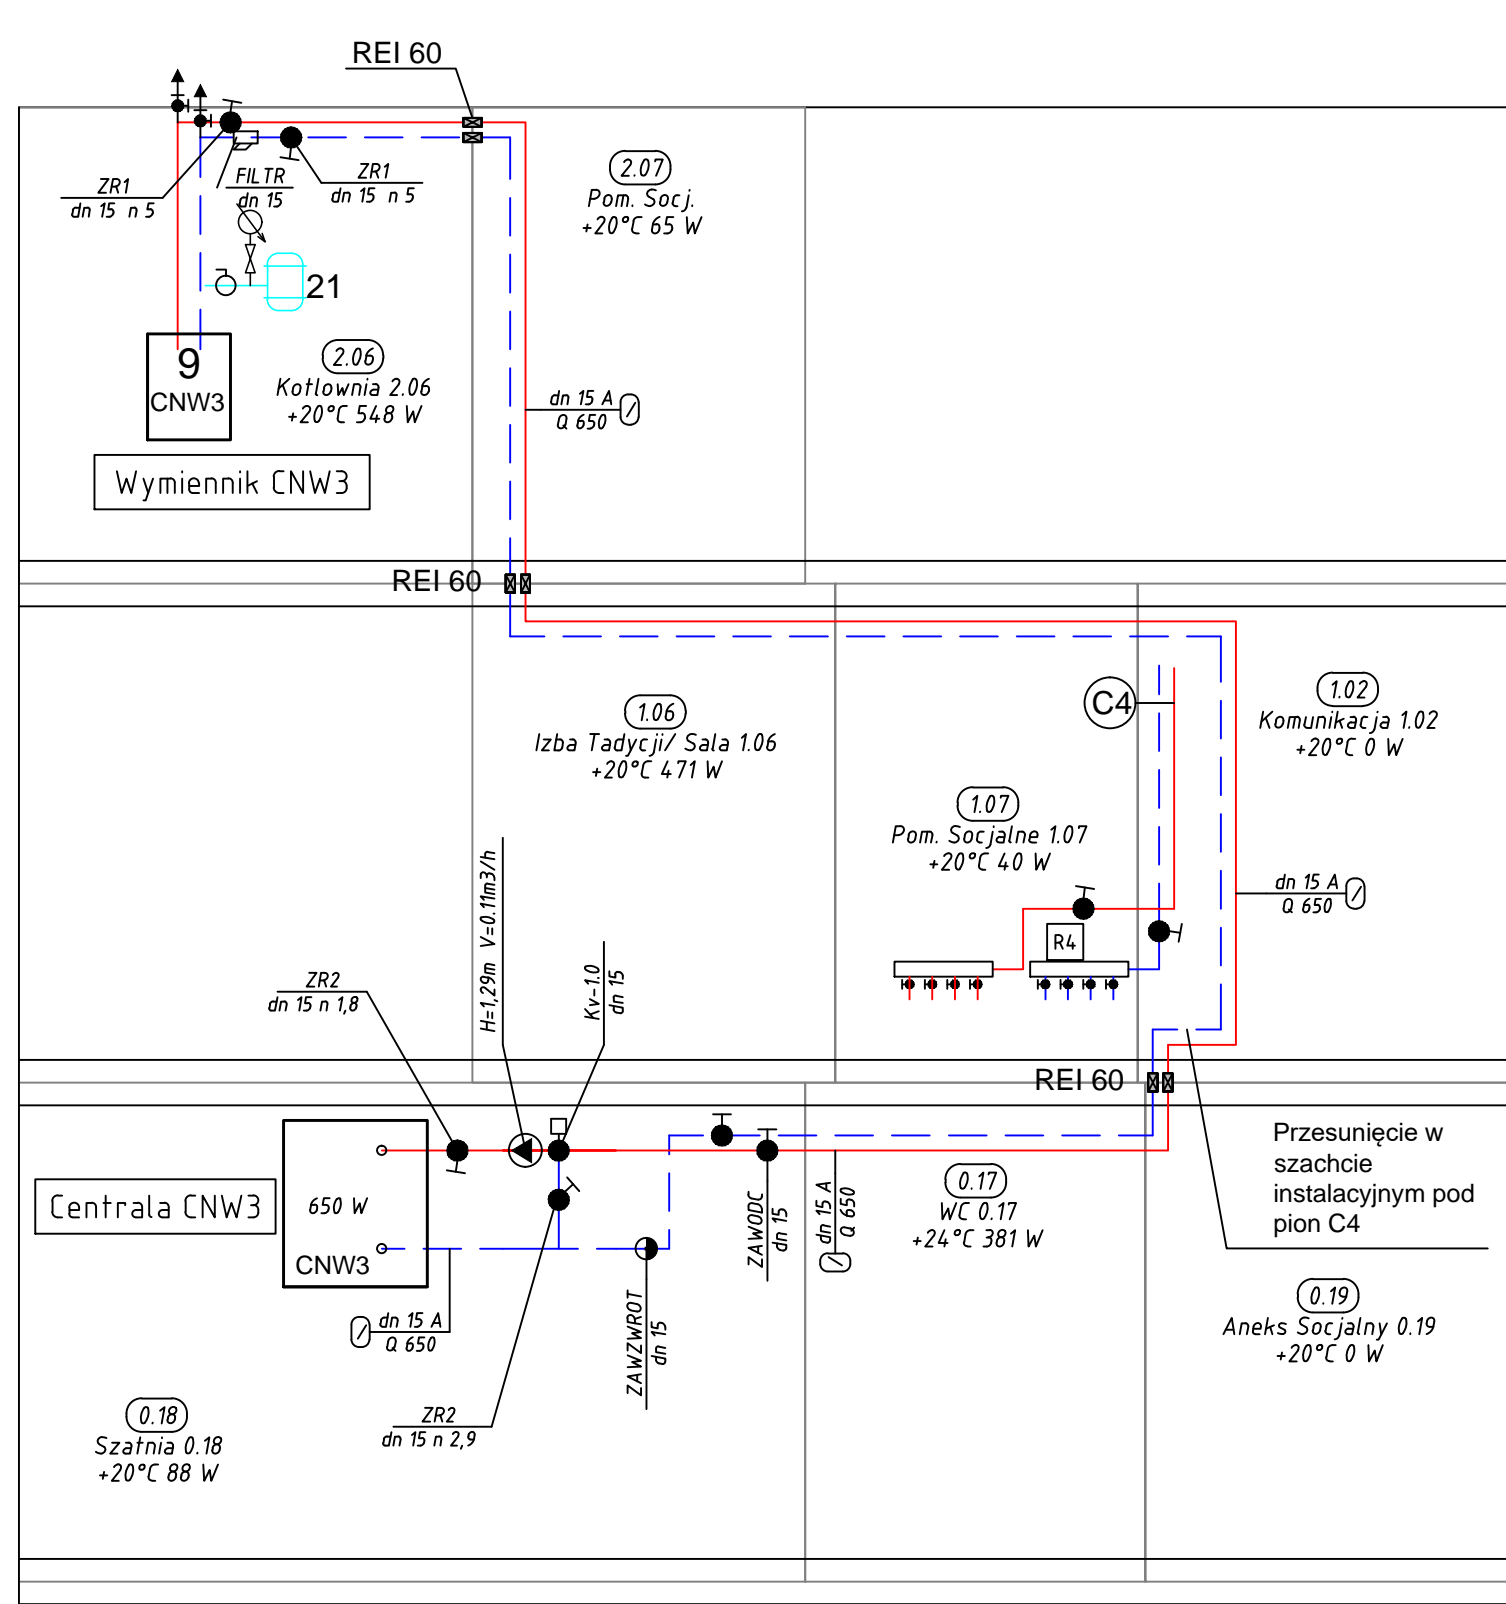 REI 60
ZR1
dn 15  n 5
FILTR
dn 15
ZR1
dn 15  n 5
2.07
Pom. Socj.
+20°C 65 W
21
9
CNW3
2.06
Kotłownia 2.06
+20°C 548 W
dn 15 A
Q 650
Wymiennik CNW3
REI 60
1.06
Izba Tadycji/ Sala 1.06
+20°C 471 W
C4
1.02
Komunikacja 1.02
+20°C 0 W
1.07
Pom. Socjalne 1.07
+20°C 40 W
dn 15 A
Q 650
R4
H=1,29m  V=0.11m3/h
Kv-1.0
dn 15
ZR2
dn 15 n 1,8
REI 60
Przesunięcie w
szachcie
instalacyjnym pod
pion C4
Centrala CNW3
650 W
CNW3
ZAWODC
dn 15
dn 15 A
Q 650
0.17
WC 0.17
+24°C 381 W
dn 15 A
Q 650
ZAWZWROT
dn 15
0.19
Aneks Socjalny 0.19
+20°C 0 W
0.18
Szatnia 0.18
+20°C 88 W
ZR2
dn 15 n 2,9